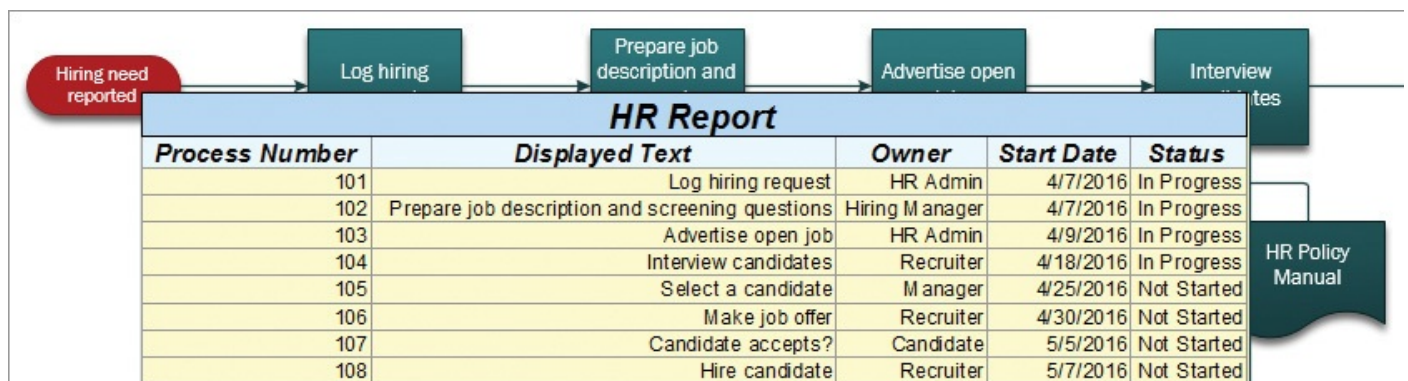 Hiring need
reported
Log hiring
Prepare job
description and
Advertise open
Interview
HR Report
Process Number Displayed Text Owner Start Date Status
101 Log hiring request HR Admin 4/7/2016 In Progress
102 Prepare job description and screening questions Hiring Manager 4/7/2016 In Progress
103 Advertise open job HR Admin 4/9/2016 In Progress
104 Interview candidates Recruiter 4/18/2016 In Progress
105 Select a candidate Manager 4/25/2016 Not Started
106 Make job offer Recruiter 4/30/2016 Not Started
107 Candidate accepts? Candidate 5/5/2016 Not Started
108 Hire candidate Recruiter 5/7/2016 Not Started
HR Policy
Manual